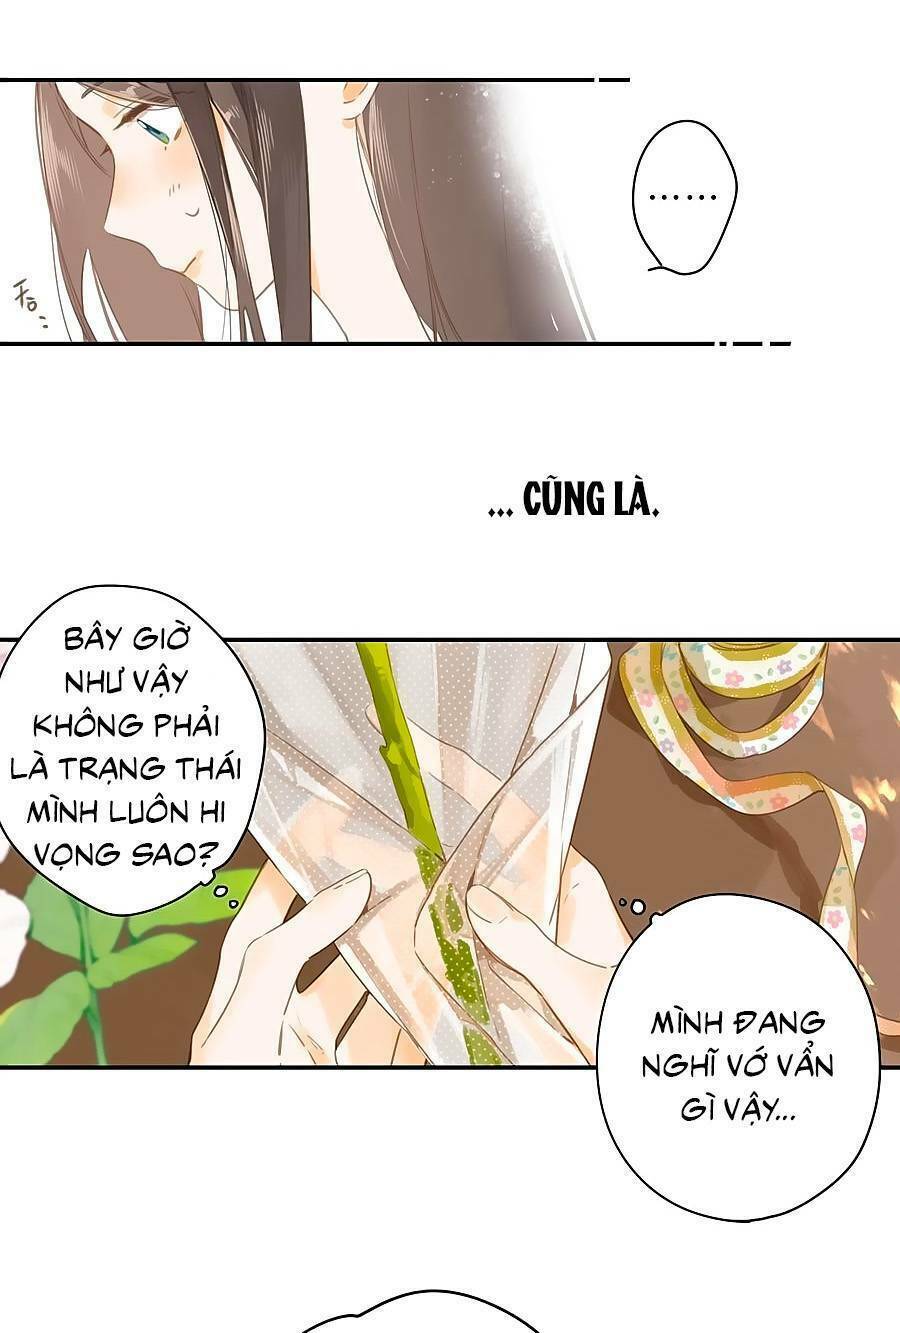 ......
... CŨNG LÀ.
BÂY GIỜ
NHƯ VẬY
KHÔNG PHẢI
LÀ TRẠNG THÁI
MÌNH LUÔN HI
VỌNG SAO?
MÌNH ĐANG
NGHĨ VỚ VẨN
GÌ VẬY...